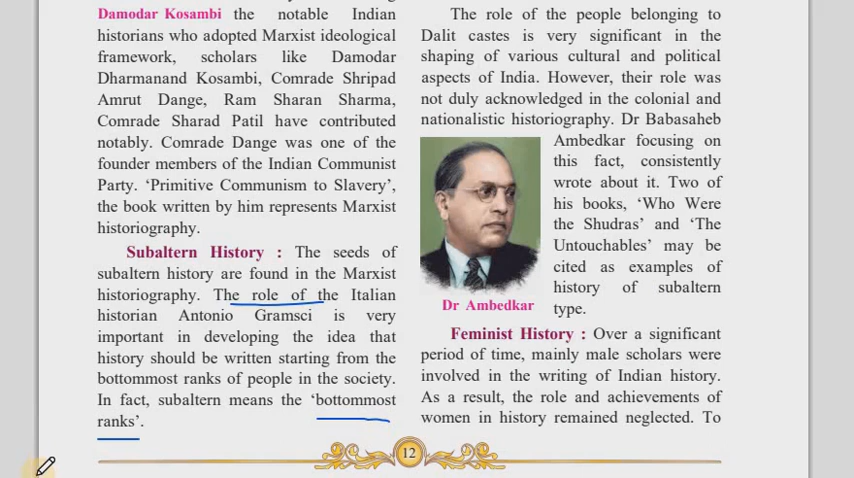 Damodar Kosambi the notable Indian
historians who adopted Marxist ideological
framework, scholars like Damodar
Dharmanand Kosambi, Comrade Shripad
Amrut Dange, Ram Sharan Sharma,
Comrade Sharad Patil have contributed
notably. Comrade Dange was one of the
founder members of the Indian Communist
Party. ‘Primitive Communism to Slavery’,
the book written by him represents Marxist
historiography.
Subaltern History : The seeds of
subaltern history are found in the Marxist
historiography. The role of the Italian
historian Antonio Gramsci is very
important in developing the idea that
history should be written starting from the
bottommost ranks of people in the society.
In fact, subaltern means the ‘bottommost
ranks’.
The role of the people belonging to
Dalit castes is very significant in the
shaping of various cultural and political
aspects of India. However, their role was
not duly acknowledged in the colonial and
nationalistic historiography. Dr Babasaheb
Ambedkar focusing on
this fact, consistently
wrote about it. Two of
his books, ‘Who Were
the Shudras’ and ‘The
Untouchables’ may be
cited as examples of
history of subaltern
type.
Dr Ambedkar
Feminist History : Over a significant
period of time, mainly male scholars were
involved in the writing of Indian history.
As a result, the role and achievements of
women in history remained neglected. To
12